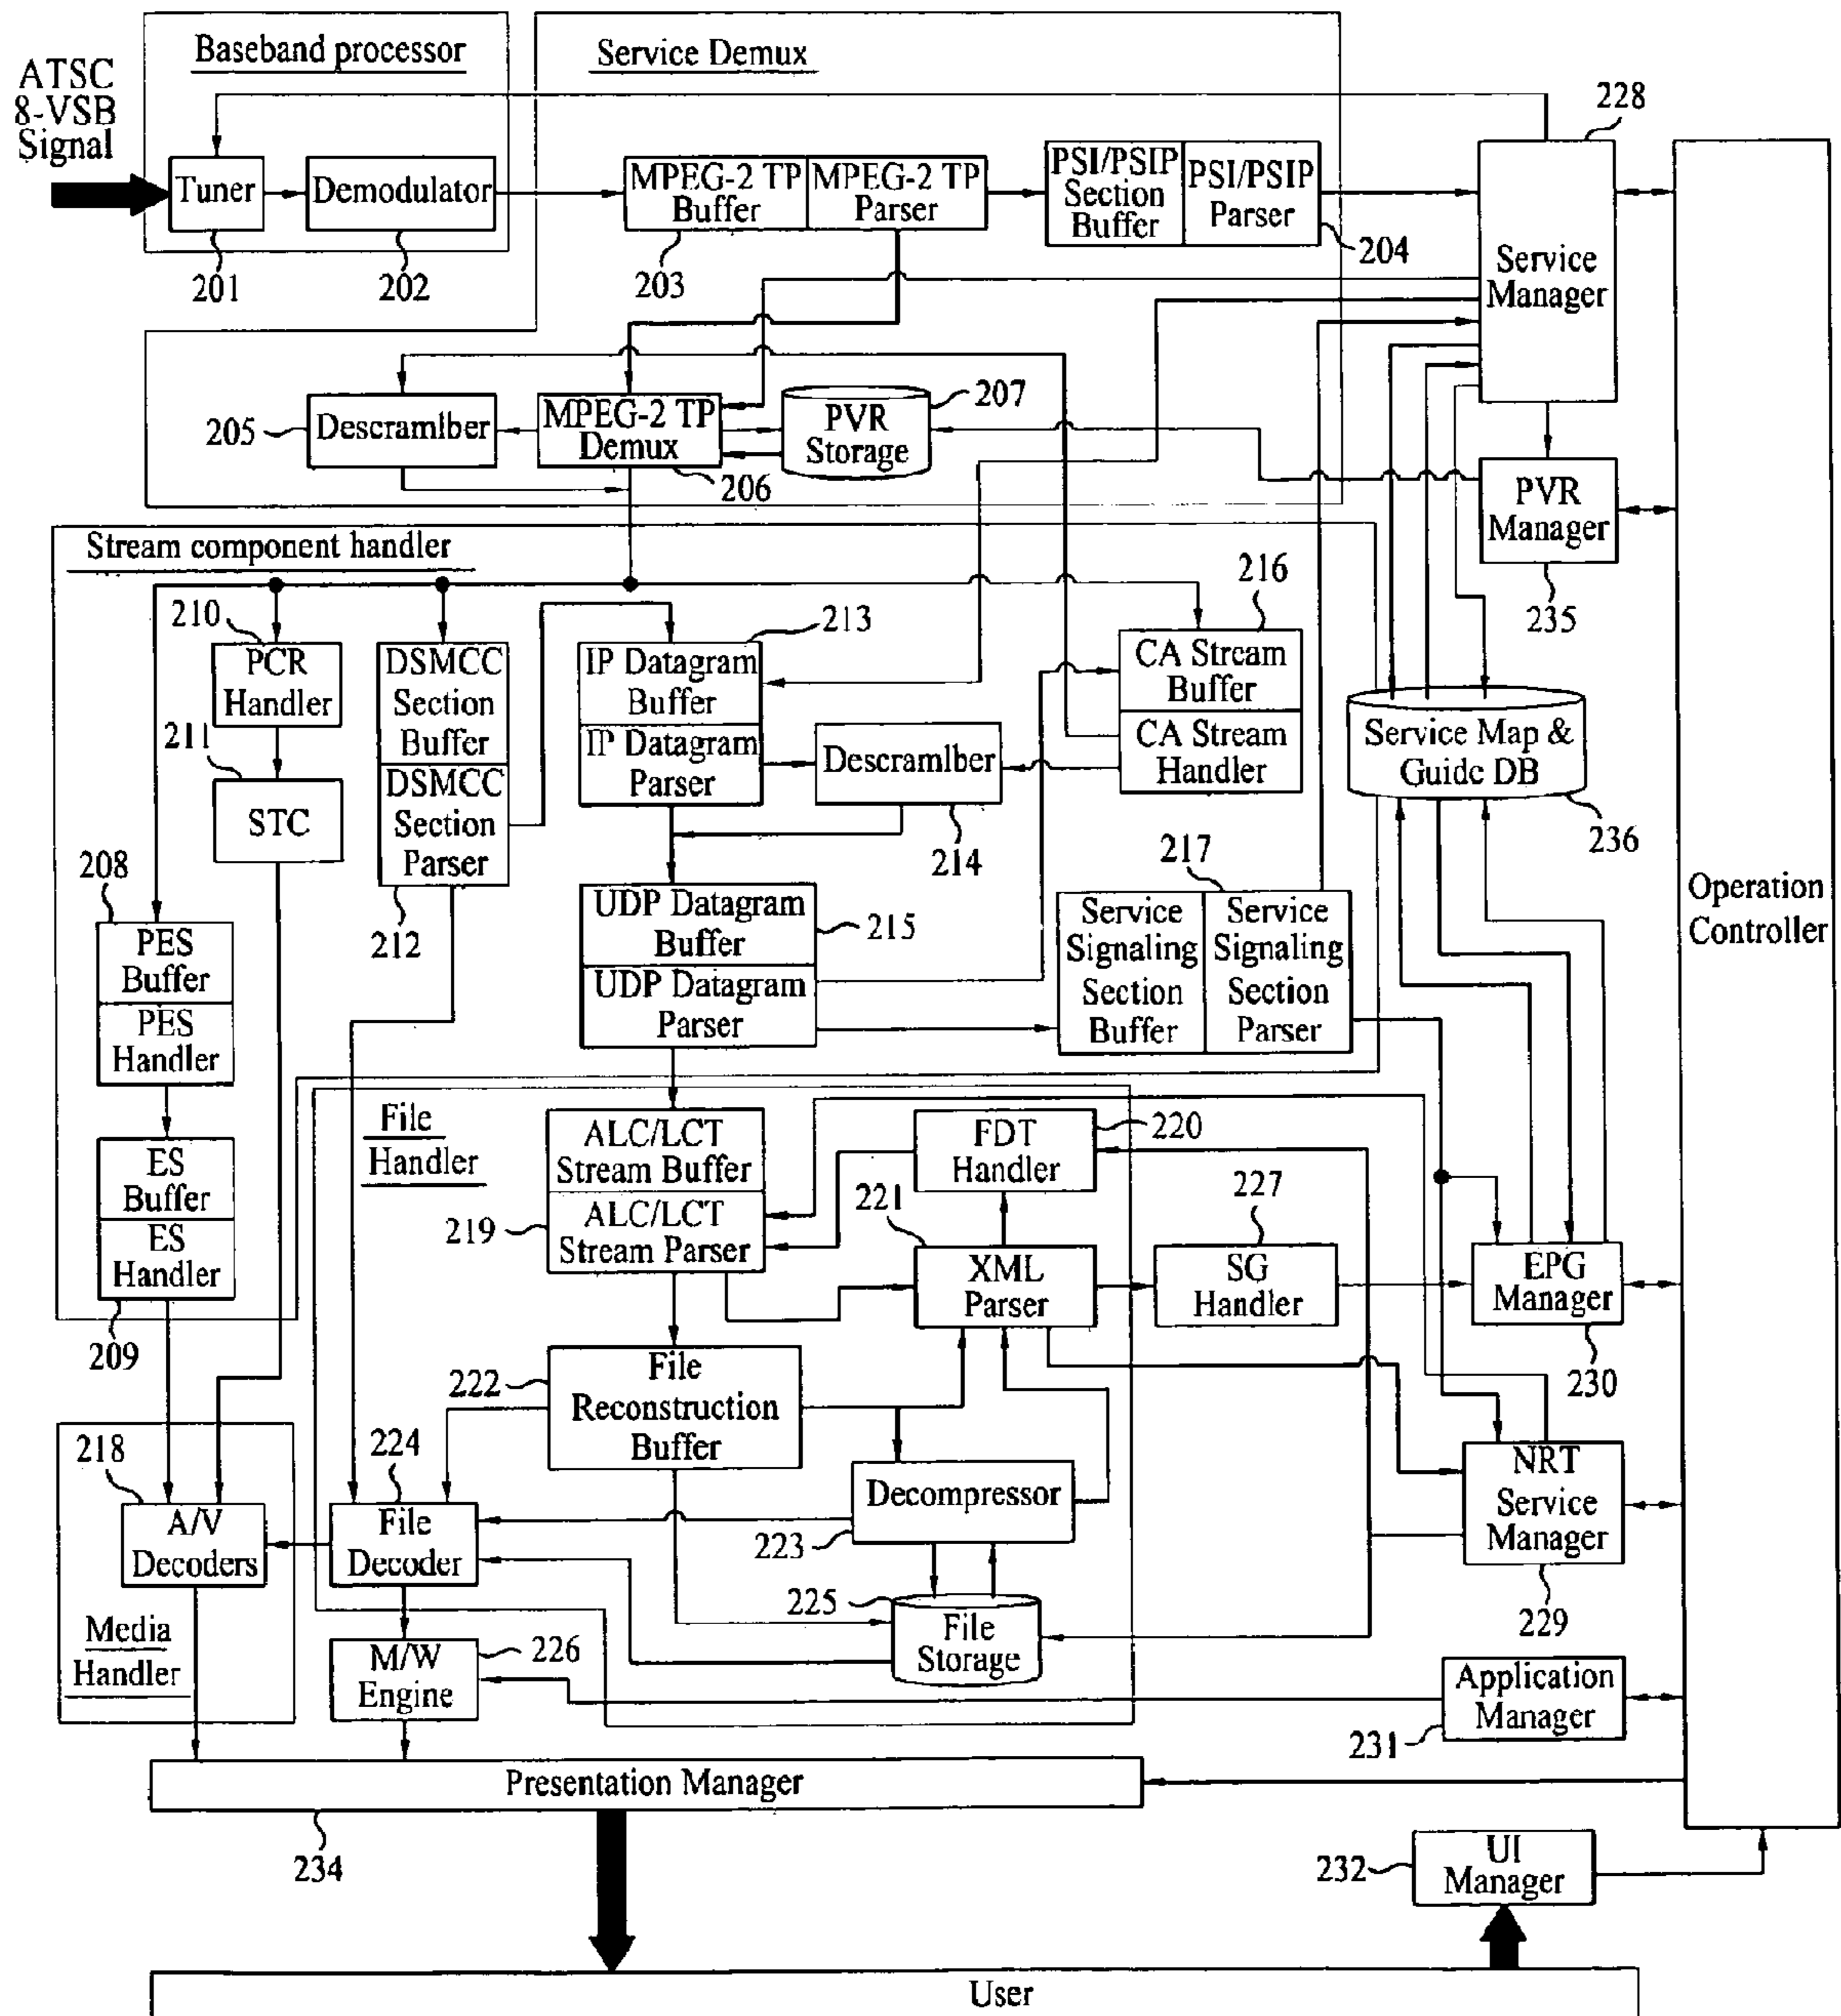 Baseband processor
Service Demux
ATSC
8-VSB
Signal
228
Tuner
Demodulator
MPEG-2 TP
Buffer
MPEG-2 TP
Parser
PSI/PSIP
Section
Buffer
PSI/PSIP
Parser
201
202
203
204
Service
Manager
205
Descramlber
MPEG-2 TP
Demux
206
PVR
Storage
207
PVR
Manager
235
Stream component handler
210
PCR
Handler
211
STC
DSMCC
Section
Buffer
DSMCC
Section
Parser
212
213
IP Datagram
Buffer
IP Datagram
Parser
Descramlber
214
216
CA Stream
Buffer
CA Stream
Handler
Service Map &
Guide DB
236
208
PES
Buffer
PES
Handler
UDP Datagram
Buffer
UDP Datagram
Parser
215
217
Service
Signaling
Section
Buffer
Service
Signaling
Section
Parser
Operation
Controller
File
Handler
ES
Buffer
ES
Handler
209
ALC/LCT
Stream Buffer
ALC/LCT
Stream Parser
219
FDT
Handler
220
221
XML
Parser
227
SG
Handler
EPG
Manager
230
222
File
Reconstruction
Buffer
218
A/V
Decoders
224
File
Decoder
Decompressor
223
NRT
Service
Manager
229
225
File
Storage
Media
Handler
M/W
Engine
226
Application
Manager
231
Presentation Manager
234
232
UI
Manager
User